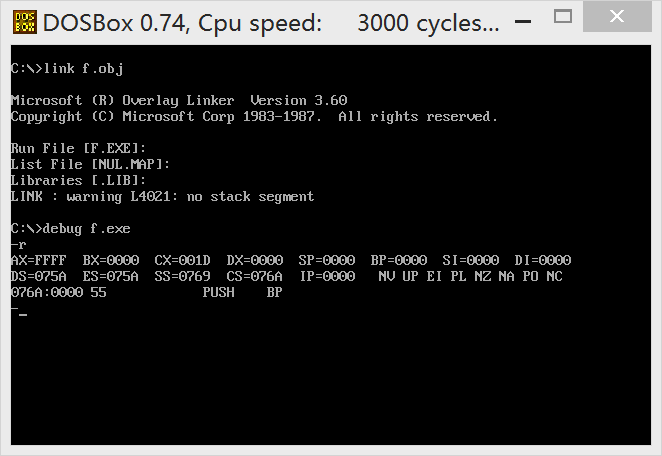 DOS BOX DOSBox 0.74, Cpu speed: 3000 cycles...
C:\>link f.obj
Microsoft (R) Overlay Linker  Version 3.60
Copyright (C) Microsoft Corp 1983-1987.  All rights reserved.
Run File [F.EXE]:
List File [NUL.MAP]:
Libraries [.LIB]:
LINK : warning L4021: no stack segment
C:\>debug f.exe
-r
AX=FFFF  BX=0000  CX=001D  DX=0000  SP=0000  BP=0000  SI=0000  DI=0000
DS=075A  ES=075A  SS=0769  CS=076A  IP=0000   NV UP EI PL NZ NA PO NC
076A:0000 55            PUSH    BP
-_